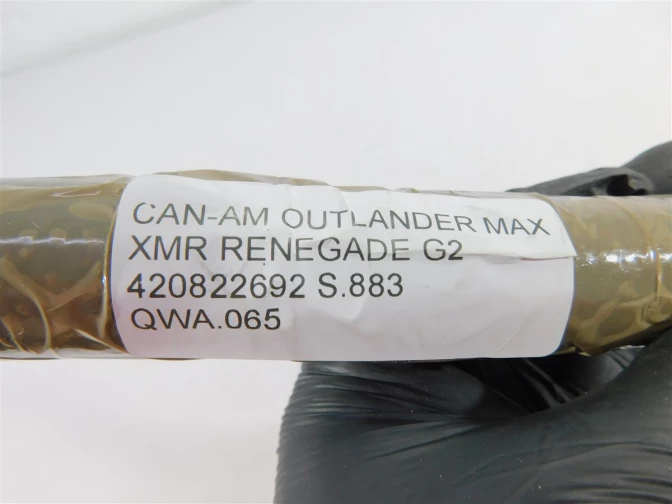 CAN-AM OUTLANDER MAX
XMR RENEGADE G2
420822692 S.883
QWA.065